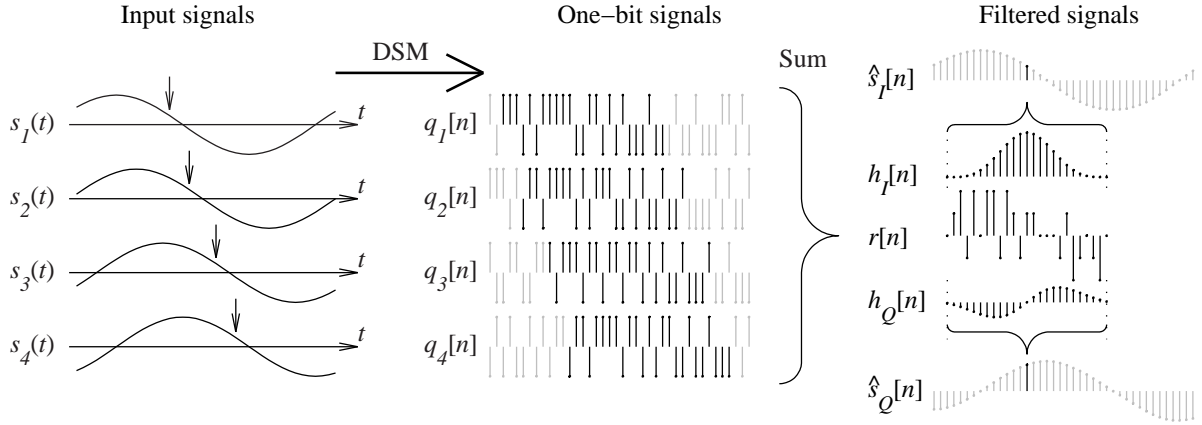 Input signals
One−bit signals
Filtered signals
DSM
Sum
s_1(t)
t
s_2(t)
t
s_3(t)
t
s_4(t)
t
q_1[n]
q_2[n]
q_3[n]
q_4[n]
ŝ_I[n]
h_I[n]
r[n]
h_Q[n]
ŝ_Q[n]